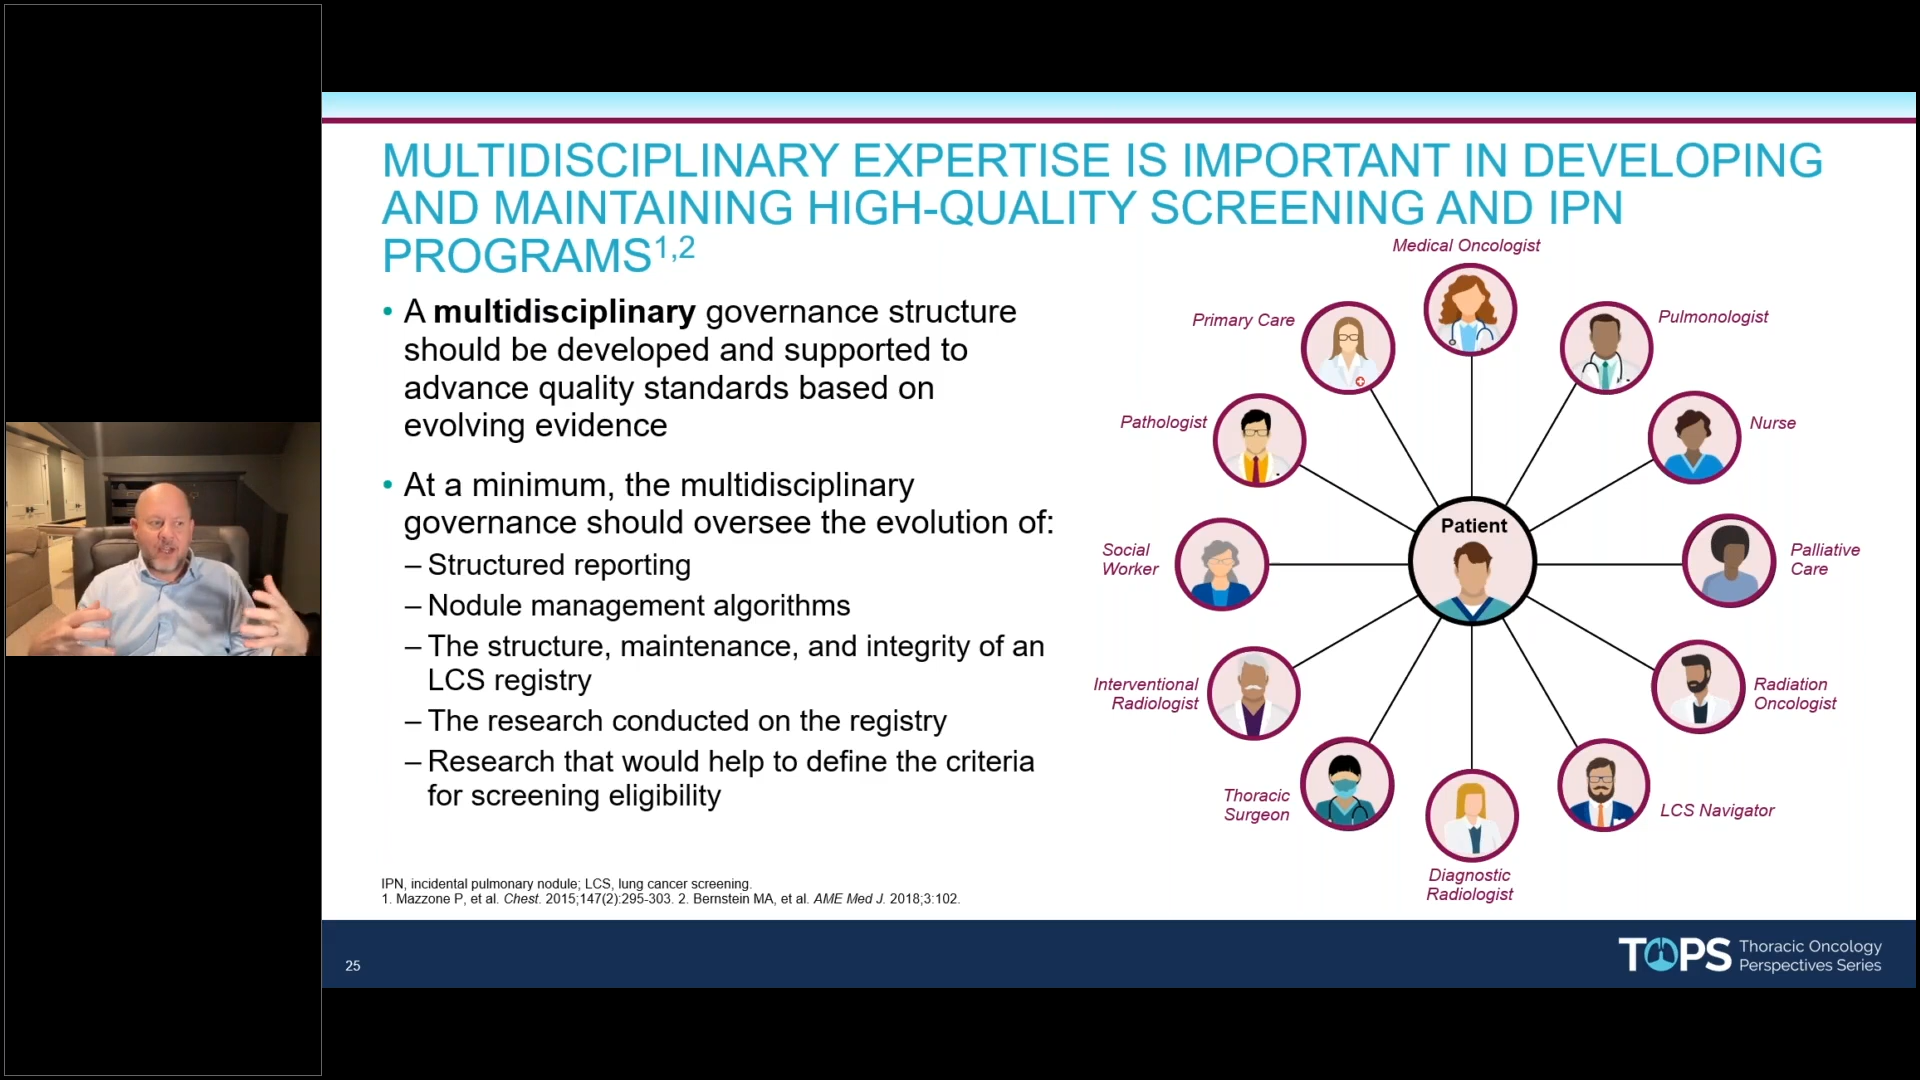 MULTIDISCIPLINARY EXPERTISE IS IMPORTANT IN DEVELOPING
AND MAINTAINING HIGH-QUALITY SCREENING AND IPN
PROGRAMS1,2
• A multidisciplinary governance structure
should be developed and supported to
advance quality standards based on
evolving evidence
• At a minimum, the multidisciplinary
governance should oversee the evolution of:
– Structured reporting
– Nodule management algorithms
– The structure, maintenance, and integrity of an
LCS registry
– The research conducted on the registry
– Research that would help to define the criteria
for screening eligibility
Medical Oncologist
Primary Care
Pulmonologist
Pathologist
Nurse
Patient
Social
Worker
Palliative
Care
Interventional
Radiologist
Radiation
Oncologist
Thoracic
Surgeon
LCS Navigator
Diagnostic
Radiologist
IPN, incidental pulmonary nodule; LCS, lung cancer screening.
1. Mazzone P, et al. Chest. 2015;147(2):295-303. 2. Bernstein MA, et al. AME Med J. 2018;3:102.
25
TOPS
Thoracic Oncology
Perspectives Series